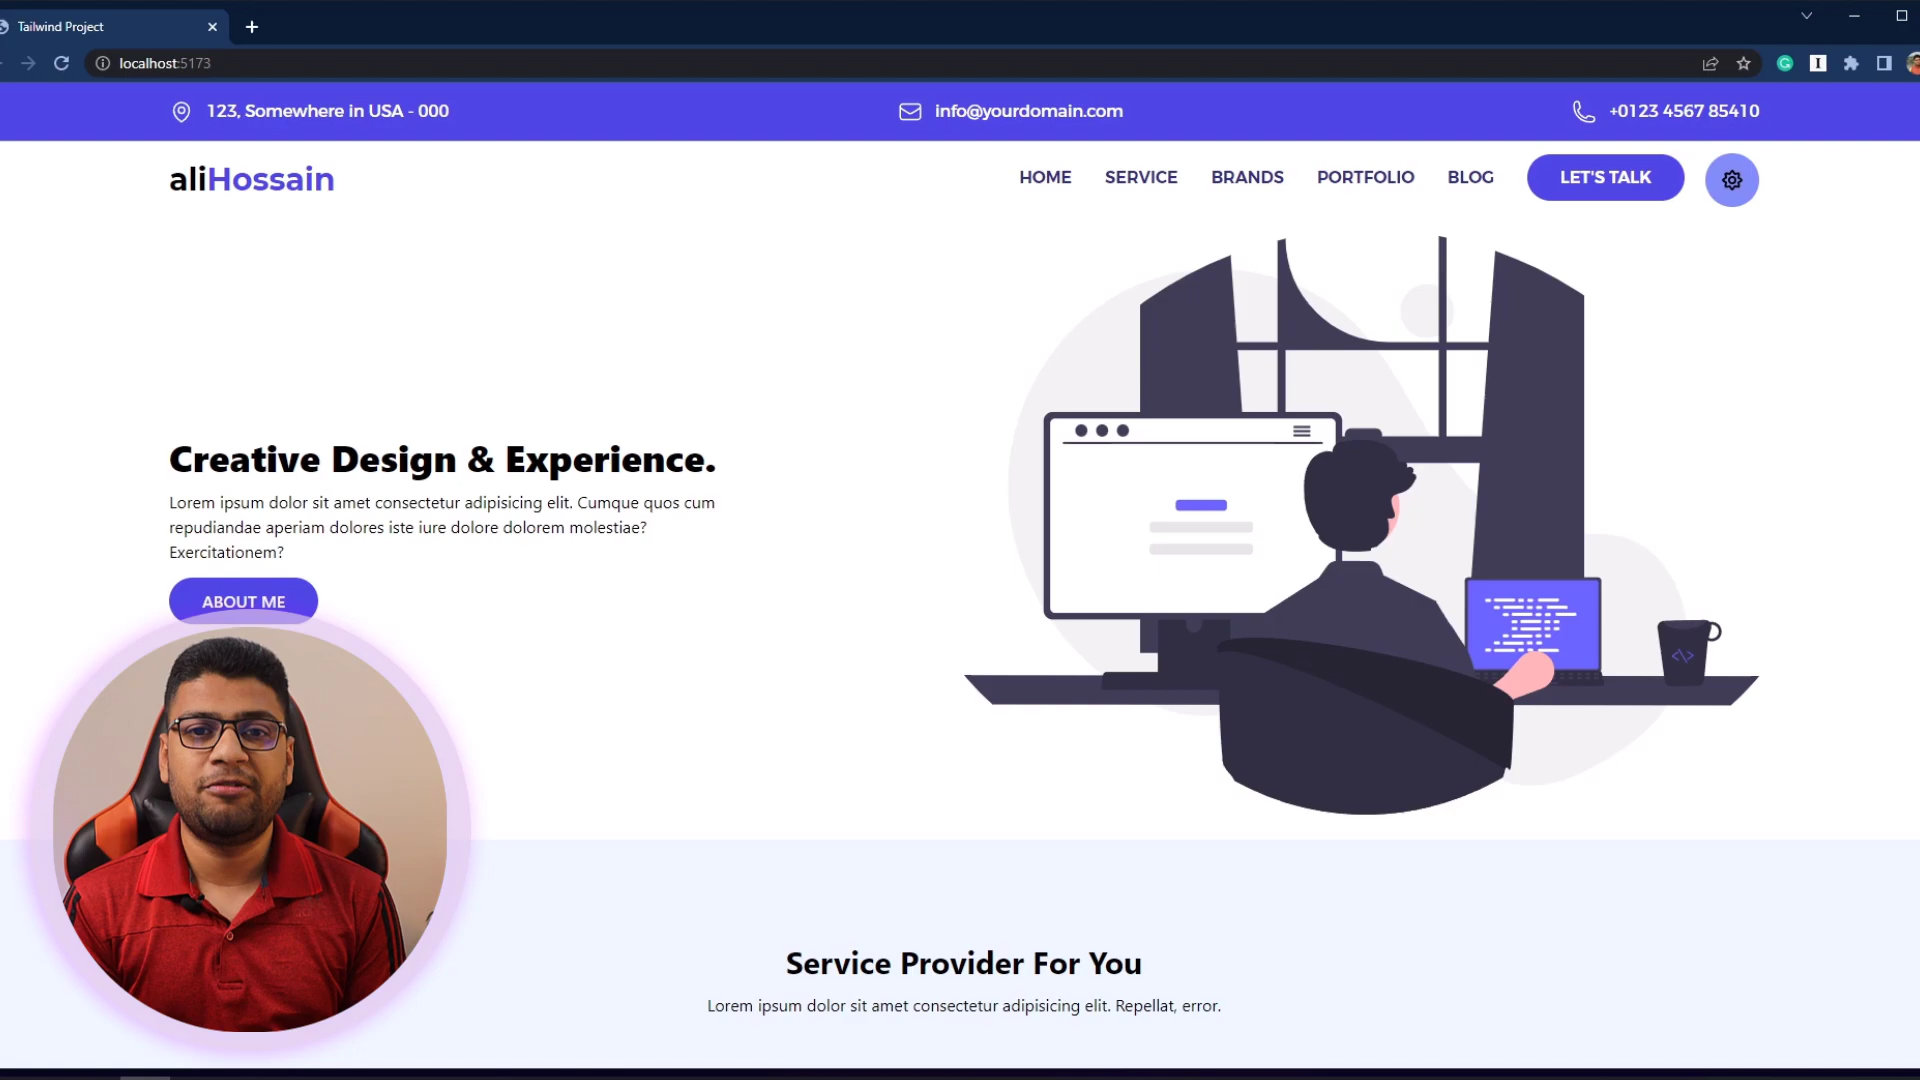 Tailwind Project
localhost:5173
123, Somewhere in USA - 000
info@yourdomain.com
+0123 4567 85410
aliHossain
HOME SERVICE BRANDS PORTFOLIO BLOG LET'S TALK
Creative Design & Experience.
Lorem ipsum dolor sit amet consectetur adipisicing elit. Cumque quos cum
repudiandae aperiam dolores iste iure dolore dolorem molestiae?
Exercitationem?
ABOUT ME
</>
Service Provider For You
Lorem ipsum dolor sit amet consectetur adipisicing elit. Repellat, error.